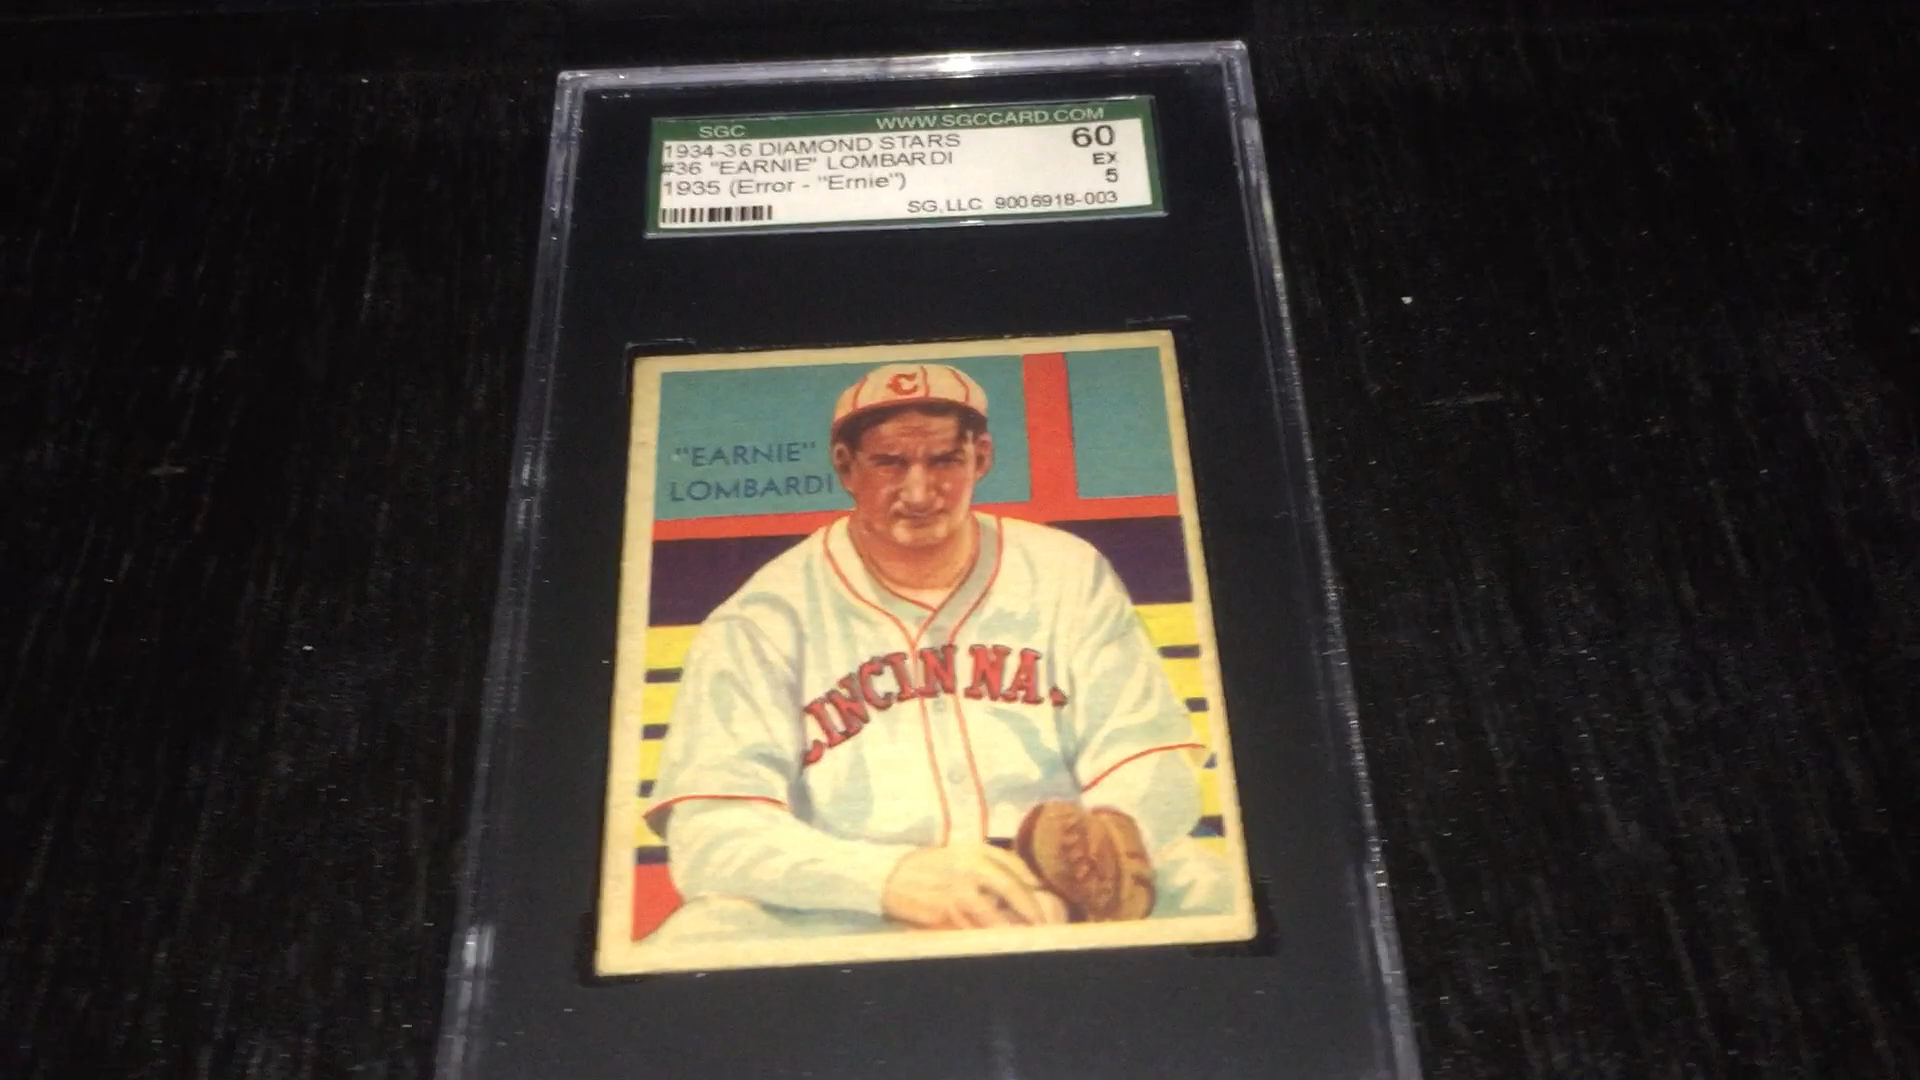 SGC WWW.SGCCARD.COM
1934-36 DIAMOND STARS 60
#36 "EARNIE" LOMBARDI EX
1935 (Error - "Ernie") 5
SG, LLC 9006918-003
C
"EARNIE"
LOMBARDI
CINCINNA